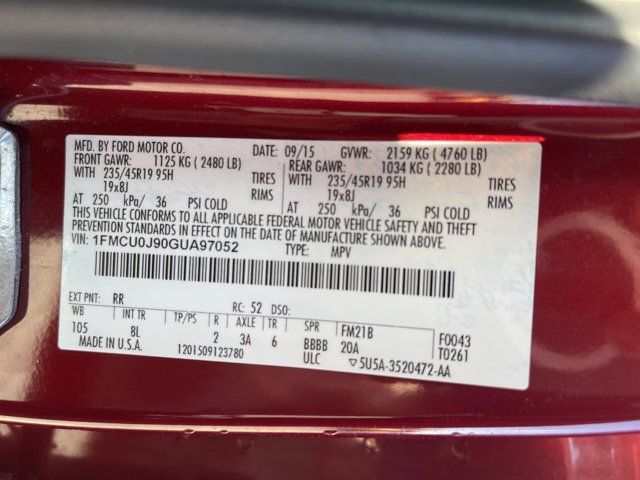 MFD. BY FORD MOTOR CO. DATE: 09/15 GVWR: 2159 KG ( 4760 LB)
FRONT GAWR: 1125 KG ( 2480 LB) REAR GAWR: 1034 KG ( 2280 LB)
WITH 235/45R19 95H TIRES WITH 235/45R19 95H TIRES
19x8J RIMS 19x8J RIMS
AT 250 kPa/ 36 PSI COLD AT 250 kPa/ 36 PSI COLD
THIS VEHICLE CONFORMS TO ALL APPLICABLE FEDERAL MOTOR VEHICLE SAFETY AND THEFT
PREVENTION STANDARDS IN EFFECT ON THE DATE OF MANUFACTURE SHOWN ABOVE.
VIN: 1FMCU0J90GUA97052 TYPE: MPV
EXT PNT: RR RC: 52 DSO:
WB INT TR TP/PS R AXLE TR SPR FM21B F0043
105 8L 2 3A 6 BBBB 20A T0261
MADE IN U.S.A. 1201509123780 ULC 5U5A-3520472-AA